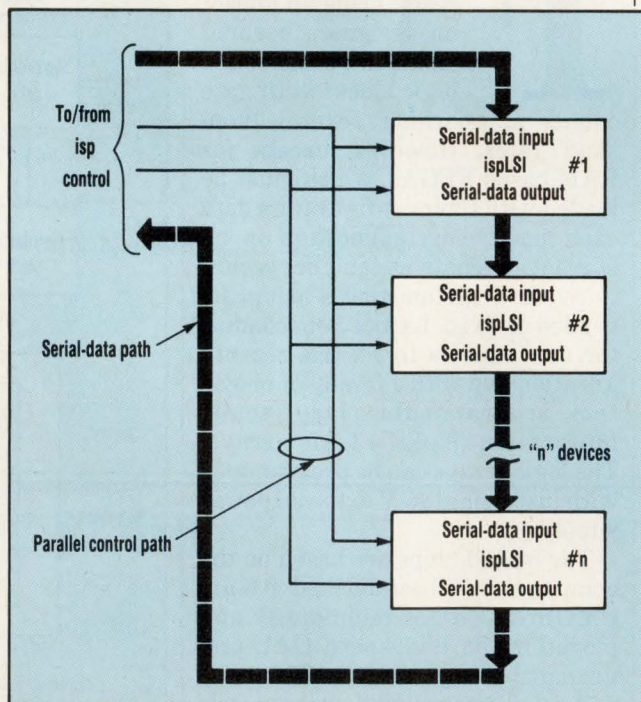 To/from
isp
control
Serial-data input
ispLSI #1
Serial-data output
Serial-data input
ispLSI #2
Serial-data output
Serial-data path
"n" devices
Parallel control path
Serial-data input
ispLSI #n
Serial-data output